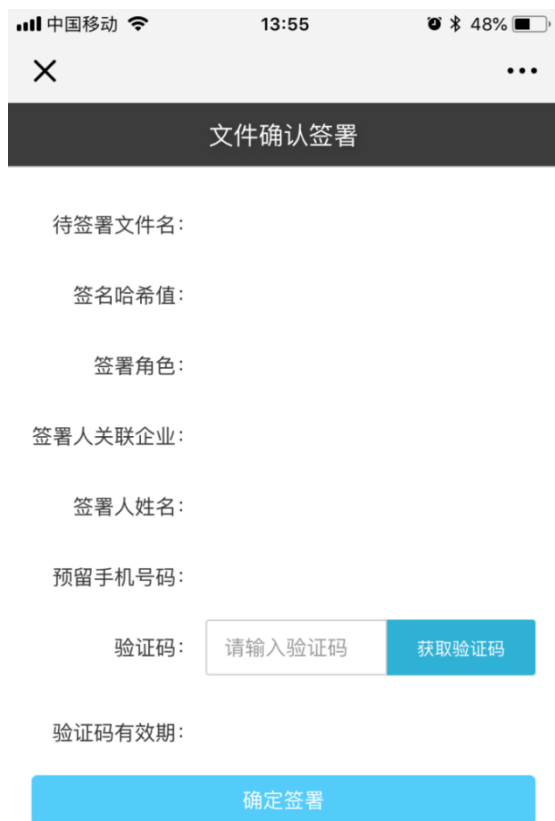 中国移动 13:55 48%
文件确认签署
待签署文件名：
签名哈希值：
签署角色：
签署人关联企业：
签署人姓名：
预留手机号码：
验证码： 请输入验证码 获取验证码
验证码有效期：
确定签署